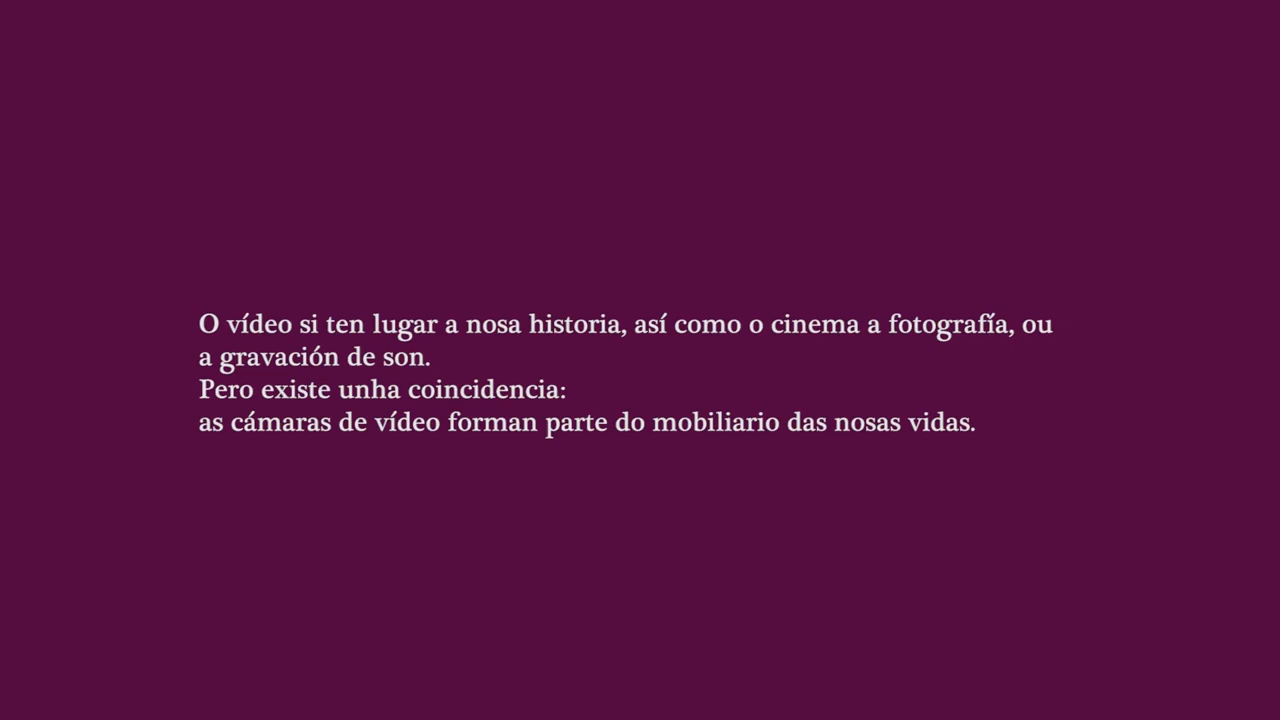 O vídeo si ten lugar a nosa historia, así como o cinema a fotografía, ou
a gravación de son.
Pero existe unha coincidencia:
as cámaras de vídeo forman parte do mobiliario das nosas vidas.